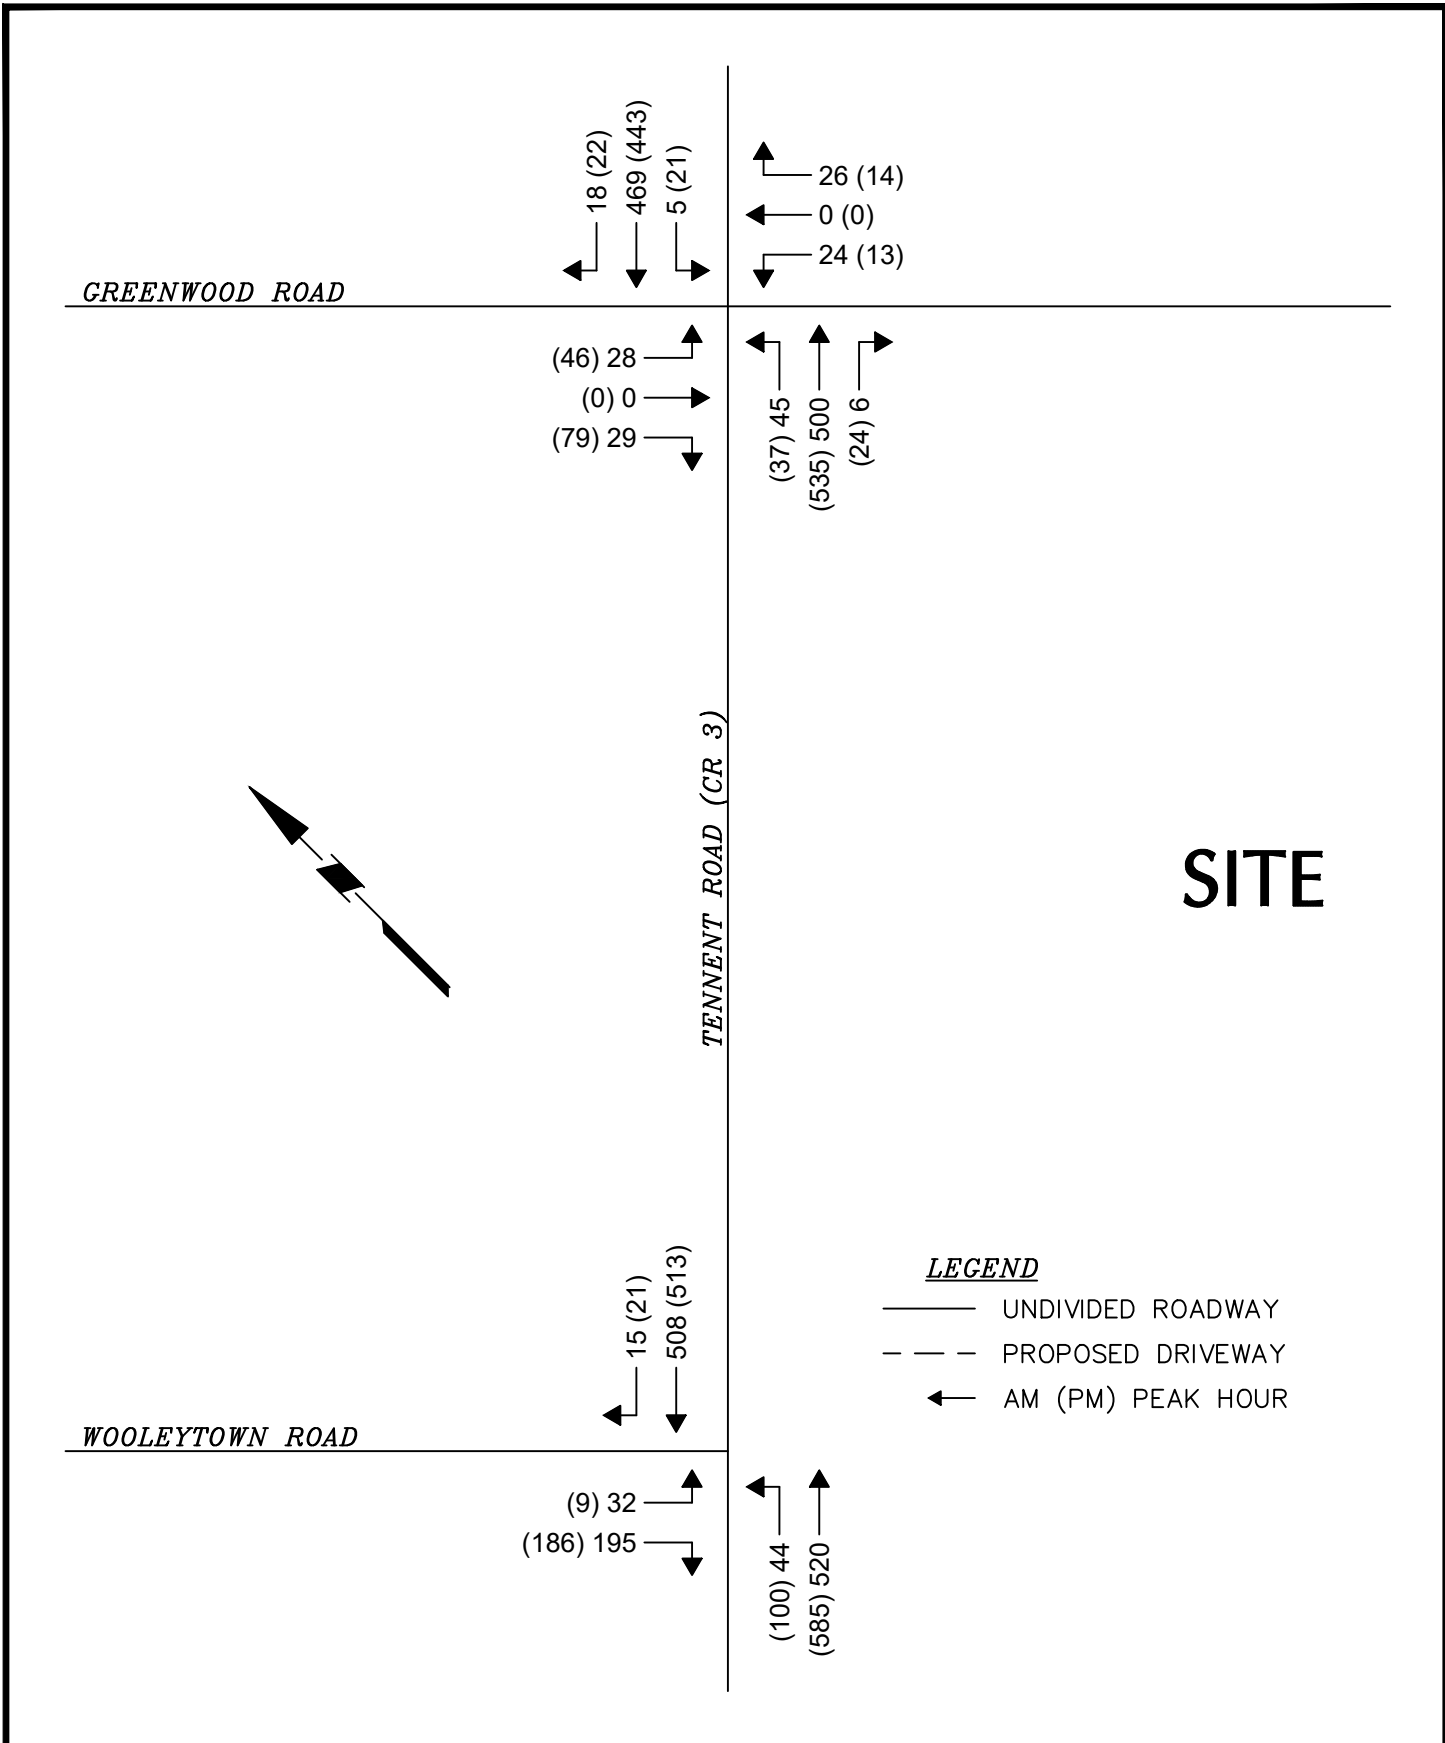 18 (22)
469 (443)
5 (21)
26 (14)
0 (0)
24 (13)
GREENWOOD ROAD
(46) 28
(0) 0
(79) 29
(37) 45
(535) 500
(24) 6
TENNENT ROAD (CR 3)
SITE
15 (21)
508 (513)
LEGEND
UNDIVIDED ROADWAY
PROPOSED DRIVEWAY
AM (PM) PEAK HOUR
WOOLEYTOWN ROAD
(9) 32
(186) 195
(100) 44
(585) 520